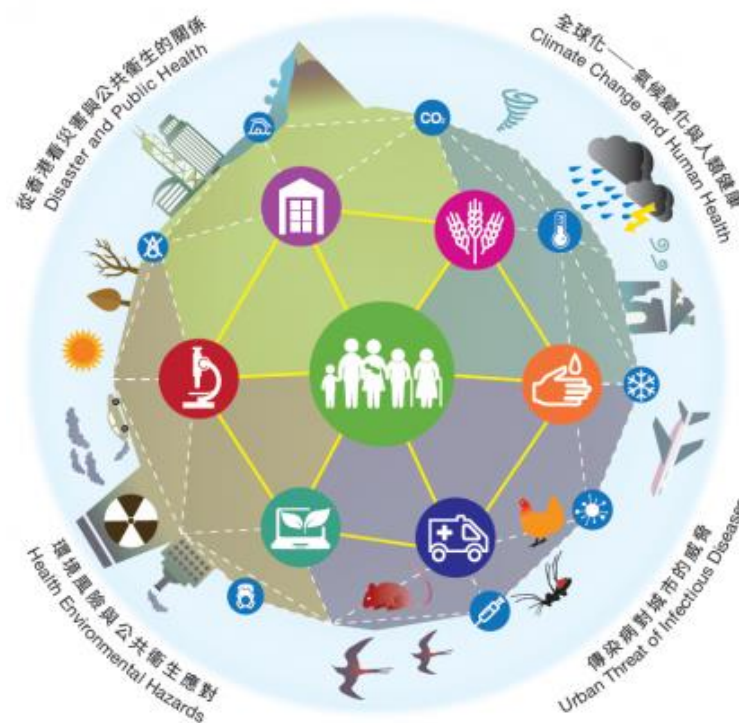 從香港看災害與公共衞生的關係
Disaster and Public Health
全球化——氣候變化與人類健康
Climate Change and Human Health
CO₂
環境風險與公共衞生應對
Health Environmental Hazards
傳染病對城市的威脅
Urban Threat of Infectious Diseases